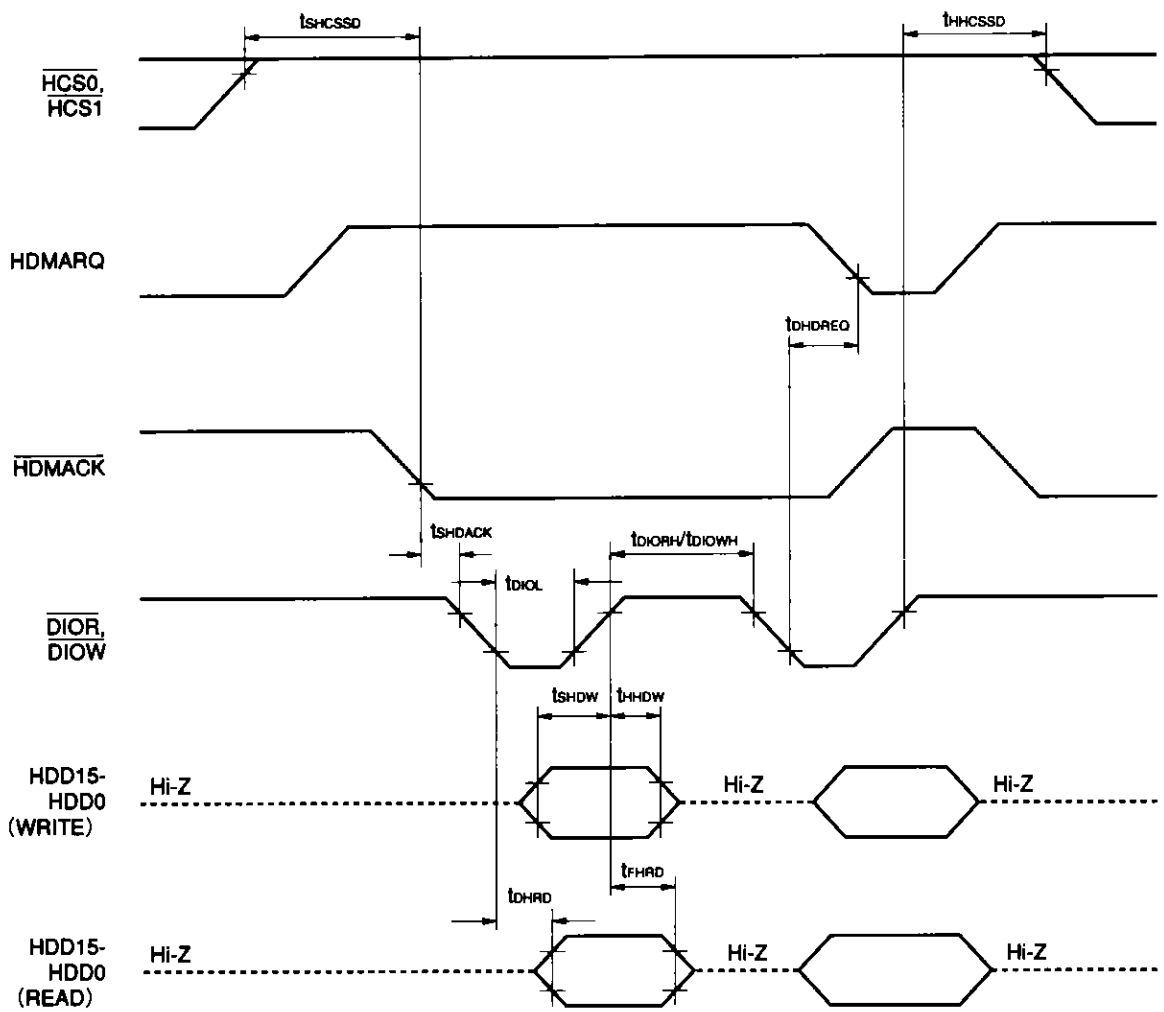 tSHCSSD
tHHCSSD
HCS0,
HCS1
HDMARQ
tDHDREQ
HDMACK
tSHDACK
tDIORH/tDIOWH
tDIOL
DIOR,
DIOW
tSHDW
tHHDW
HDD15-
HDD0
(WRITE)
Hi-Z
Hi-Z
Hi-Z
tFHRD
tDHRD
HDD15-
HDD0
(READ)
Hi-Z
Hi-Z
Hi-Z